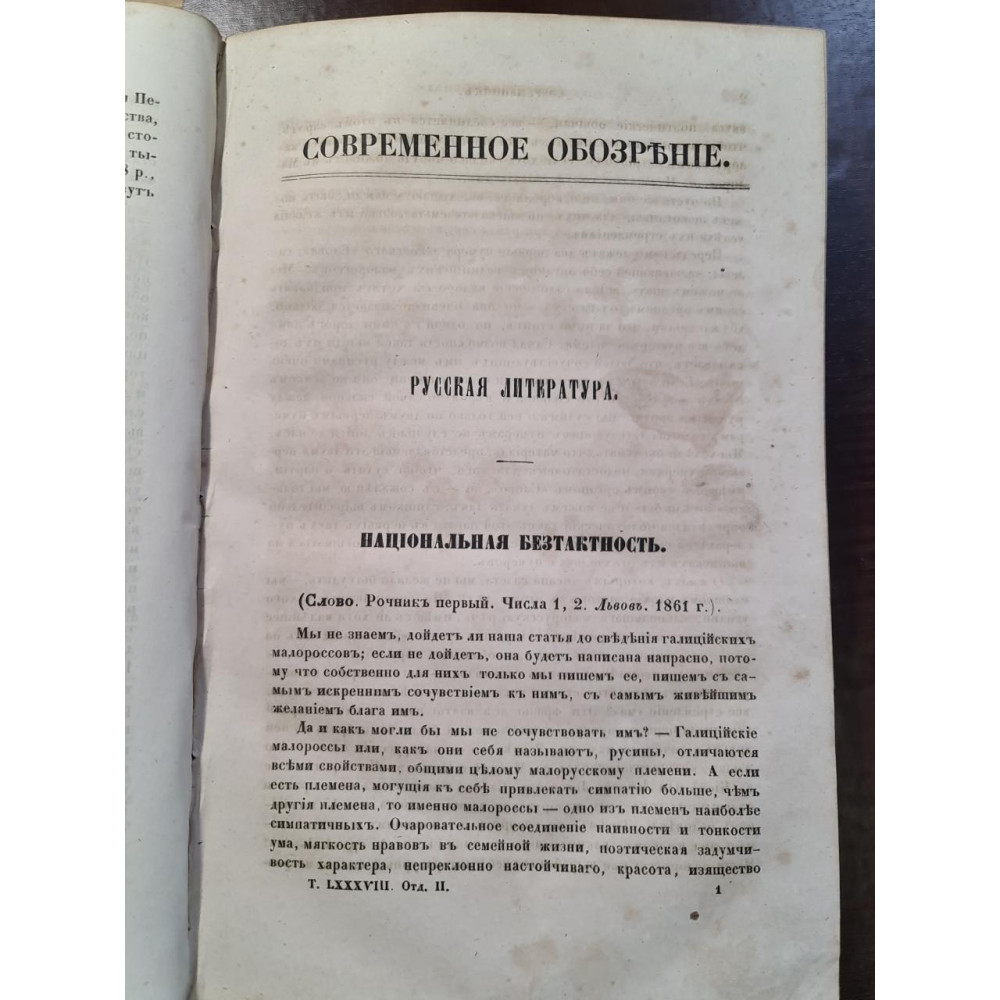 и Пе-
ства,
сто-
ты-
8 р.,
вутъ
СОВРЕМЕННОЕ ОБОЗРѢНІЕ.
РУССКАЯ ЛИТЕРАТУРА.
НАЦІОНАЛЬНАЯ БЕЗТАКТНОСТЬ.
(Слово. Рочникъ первый. Числа 1, 2. Львовъ. 1861 г.).
Мы не знаемъ, дойдетъ ли наша статья до свѣдѣнія галиційскихъ
малороссовъ; если не дойдетъ, она будетъ написана напрасно, пото-
му что собственно для нихъ только мы пишемъ ее, пишемъ съ са-
мымъ искреннимъ сочувствіемъ къ нимъ, съ самымъ живѣйшимъ
желаніемъ блага имъ.
Да и какъ могли бы мы не сочувствовать имъ? — Галиційскіе
малороссы или, какъ они себя называютъ, русины, отличаются
всѣми свойствами, общими цѣлому малорусскому племени. А если
есть племена, могущія къ себѣ привлекать симпатію больше, чѣмъ
другія племена, то именно малороссы — одно изъ племенъ наиболѣе
симпатичныхъ. Очаровательное соединеніе наивности и тонкости
ума, мягкость нравовъ въ семейной жизни, поэтическая задумчи-
вость характера, непреклонно настойчиваго, красота, изящество
Т. LXXXVIII. Отд. II. 1